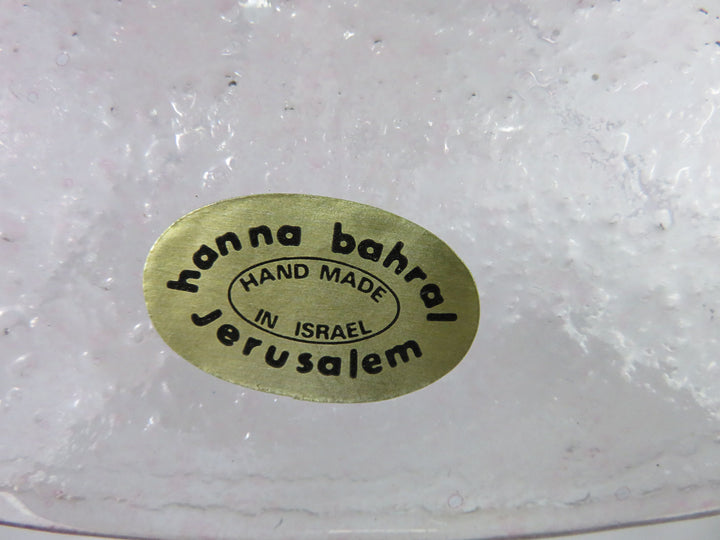 hanna bahral
HAND MADE
IN ISRAEL
Jerusalem